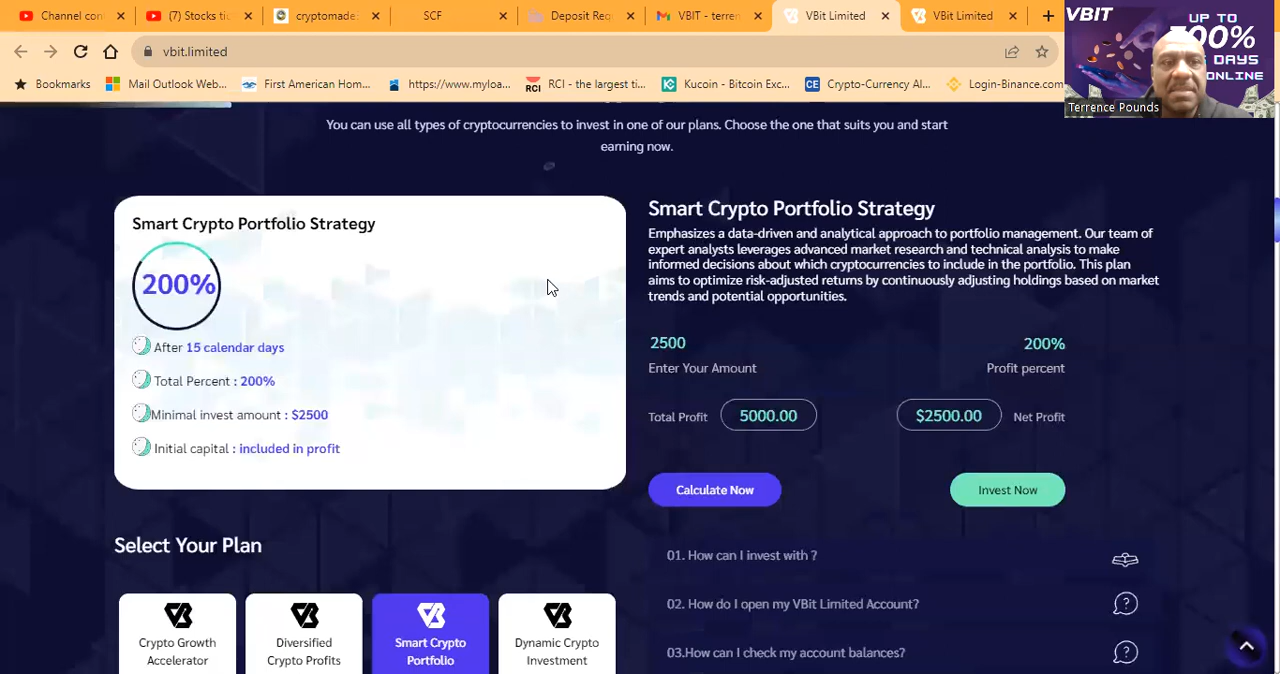 Channel cont
(7) Stocks tic
cryptomade
SCF
Deposit Req
VBIT - terren
VBit Limited
VBit Limited
vbit.limited
Bookmarks
Mail Outlook Web...
First American Hom...
https://www.myloa...
RCI
RCI - the largest ti...
Kucoin - Bitcoin Exc...
CE
Crypto-Currency Al...
Login-Binance.com
VBIT
UP TO
300%
DAYS
ONLINE
Terrence Pounds
You can use all types of cryptocurrencies to invest in one of our plans. Choose the one that suits you and start
earning now.
Smart Crypto Portfolio Strategy
200%
After 15 calendar days
Total Percent : 200%
Minimal invest amount : $2500
Initial capital : included in profit
Smart Crypto Portfolio Strategy
Emphasizes a data-driven and analytical approach to portfolio management. Our team of
expert analysts leverages advanced market research and technical analysis to make
informed decisions about which cryptocurrencies to include in the portfolio. This plan
aims to optimize risk-adjusted returns by continuously adjusting holdings based on market
trends and potential opportunities.
2500
200%
Enter Your Amount
Profit percent
Total Profit
5000.00
$2500.00
Net Profit
Calculate Now
Invest Now
Select Your Plan
Crypto Growth
Accelerator
Diversified
Crypto Profits
Smart Crypto
Portfolio
Dynamic Crypto
Investment
01. How can I invest with ?
02. How do I open my VBit Limited Account?
03.How can I check my account balances?